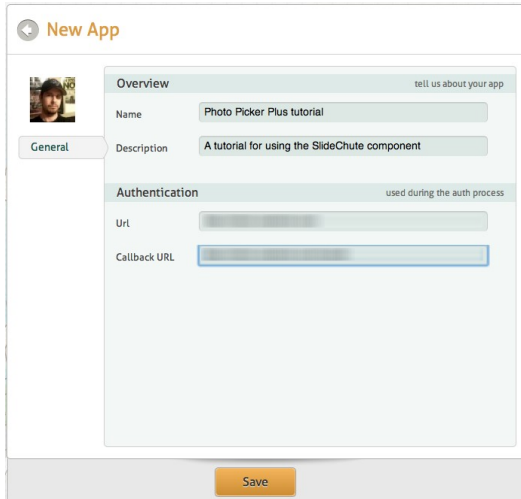 New App
Overview
tell us about your app
Name
Photo Picker Plus tutorial
General
Description
A tutorial for using the SlideChute component
Authentication
used during the auth process
Url
Callback URL
Save